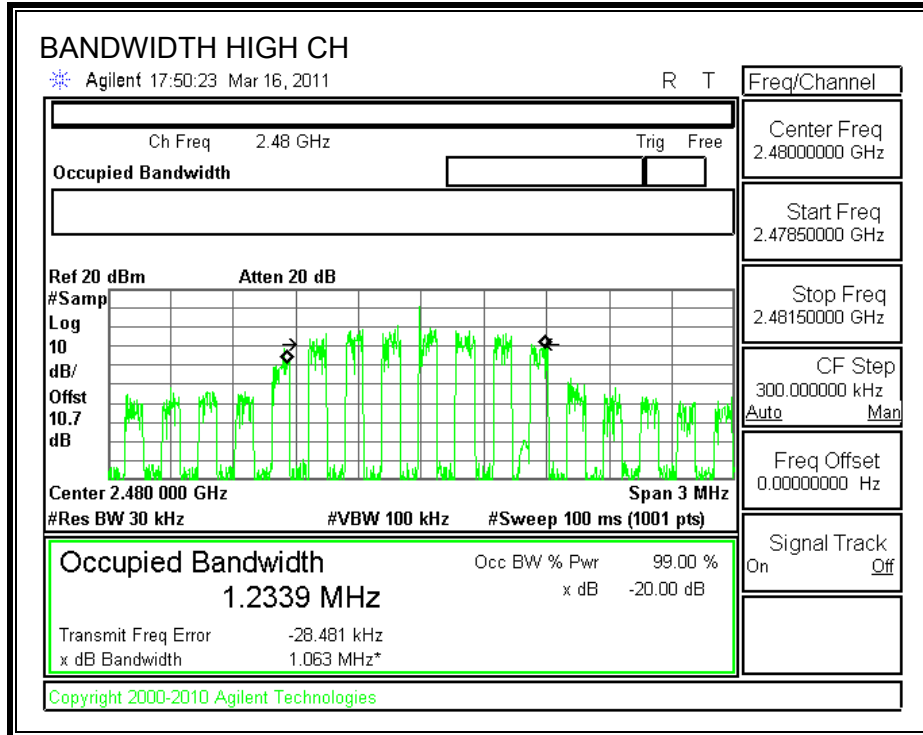 BANDWIDTH HIGH CH
Agilent 17:50:23 Mar 16, 2011 R T
Freq/Channel
Ch Freq 2.48 GHz Trig Free
Occupied Bandwidth
Center Freq
2.48000000 GHz
Start Freq
2.47850000 GHz
Stop Freq
2.48150000 GHz
CF Step
300.000000 kHz
Auto Man
Freq Offset
0.00000000 Hz
Signal Track
On Off
Ref 20 dBm Atten 20 dB
#Samp
Log
10
dB/
Offst
10.7
dB
Center 2.480 000 GHz Span 3 MHz
#Res BW 30 kHz #VBW 100 kHz #Sweep 100 ms (1001 pts)
Occupied Bandwidth Occ BW % Pwr 99.00 %
1.2339 MHz x dB -20.00 dB
Transmit Freq Error -28.481 kHz
x dB Bandwidth 1.063 MHz*
Copyright 2000-2010 Agilent Technologies